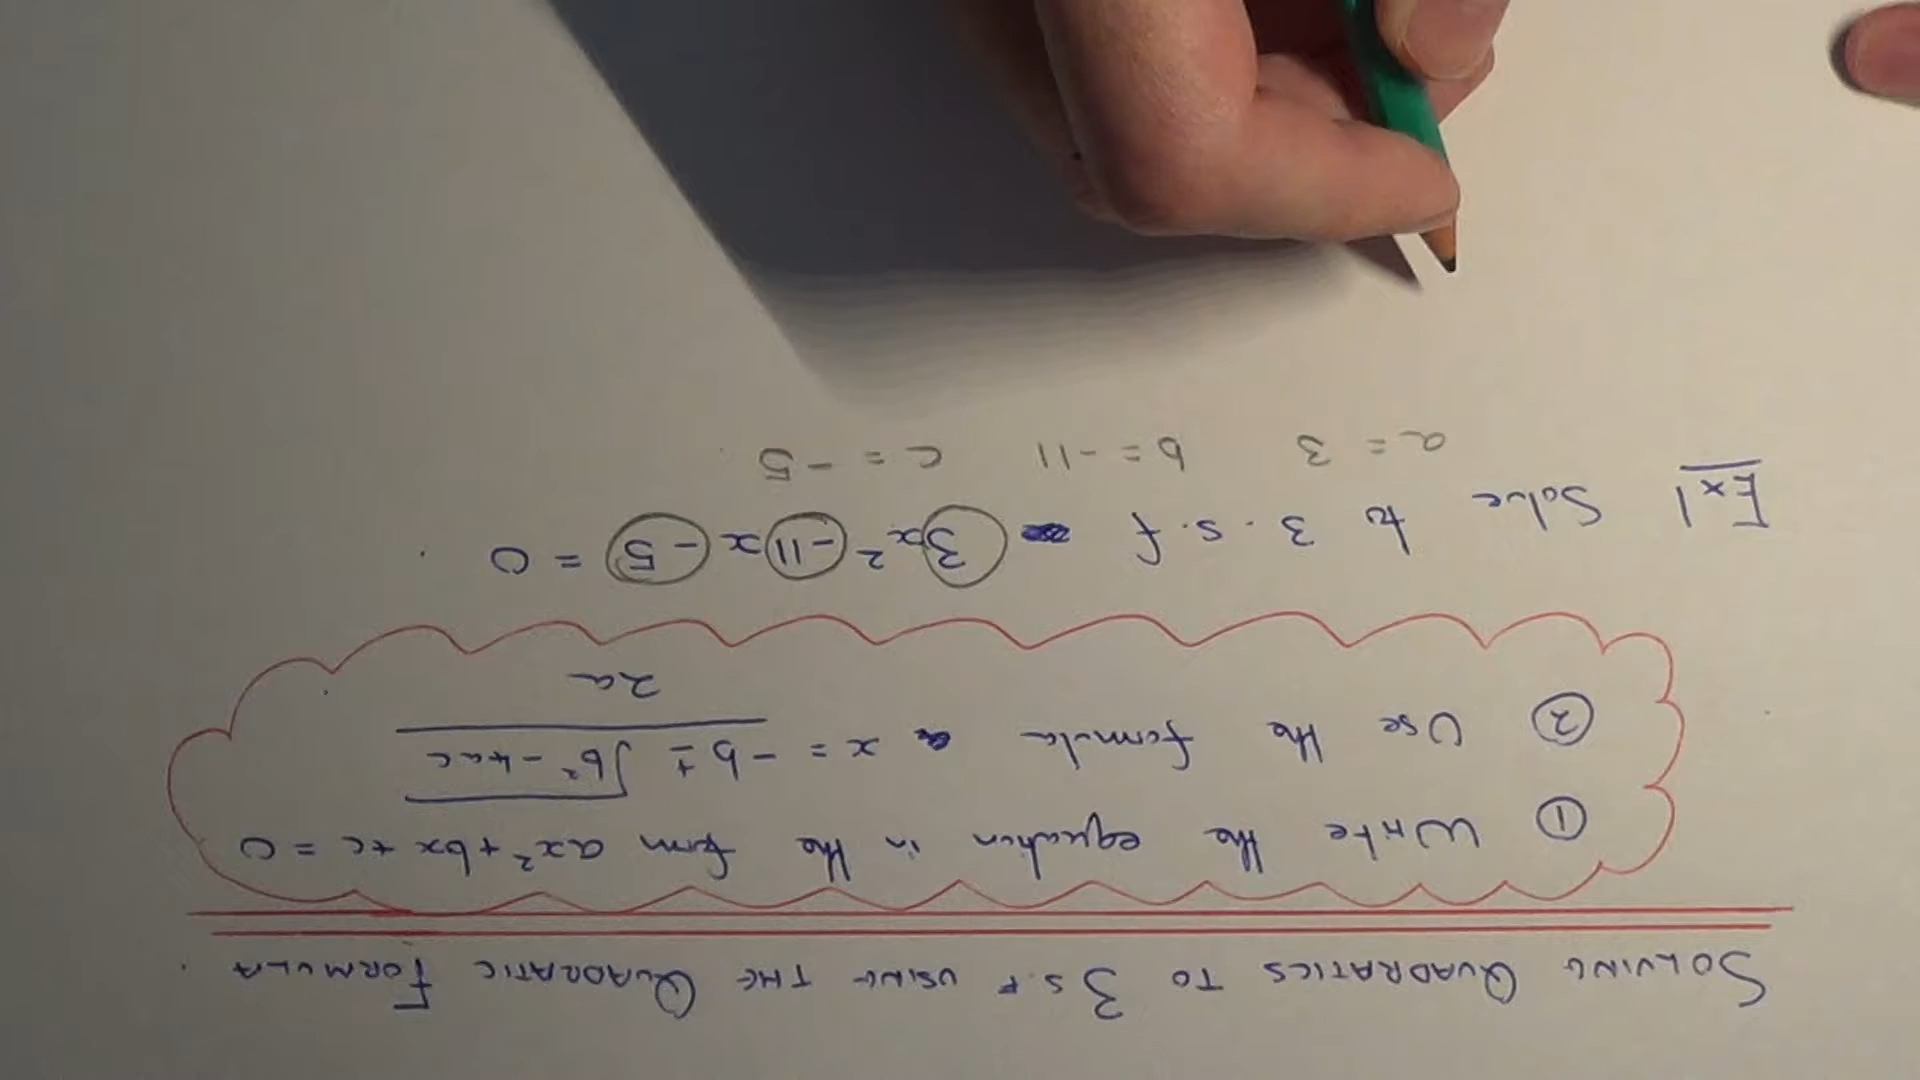 SOLVING QUADRATICS TO 3 S.F USING THE QUADRATIC FORMULA.
① Write the equation in the form ax²+bx+c = 0
② Use the formula x = -b ± √b²-4ac
2a
Ex1 Solve to 3.s.f 3x²-11x-5 = 0
a = 3 b = -11 c = -5